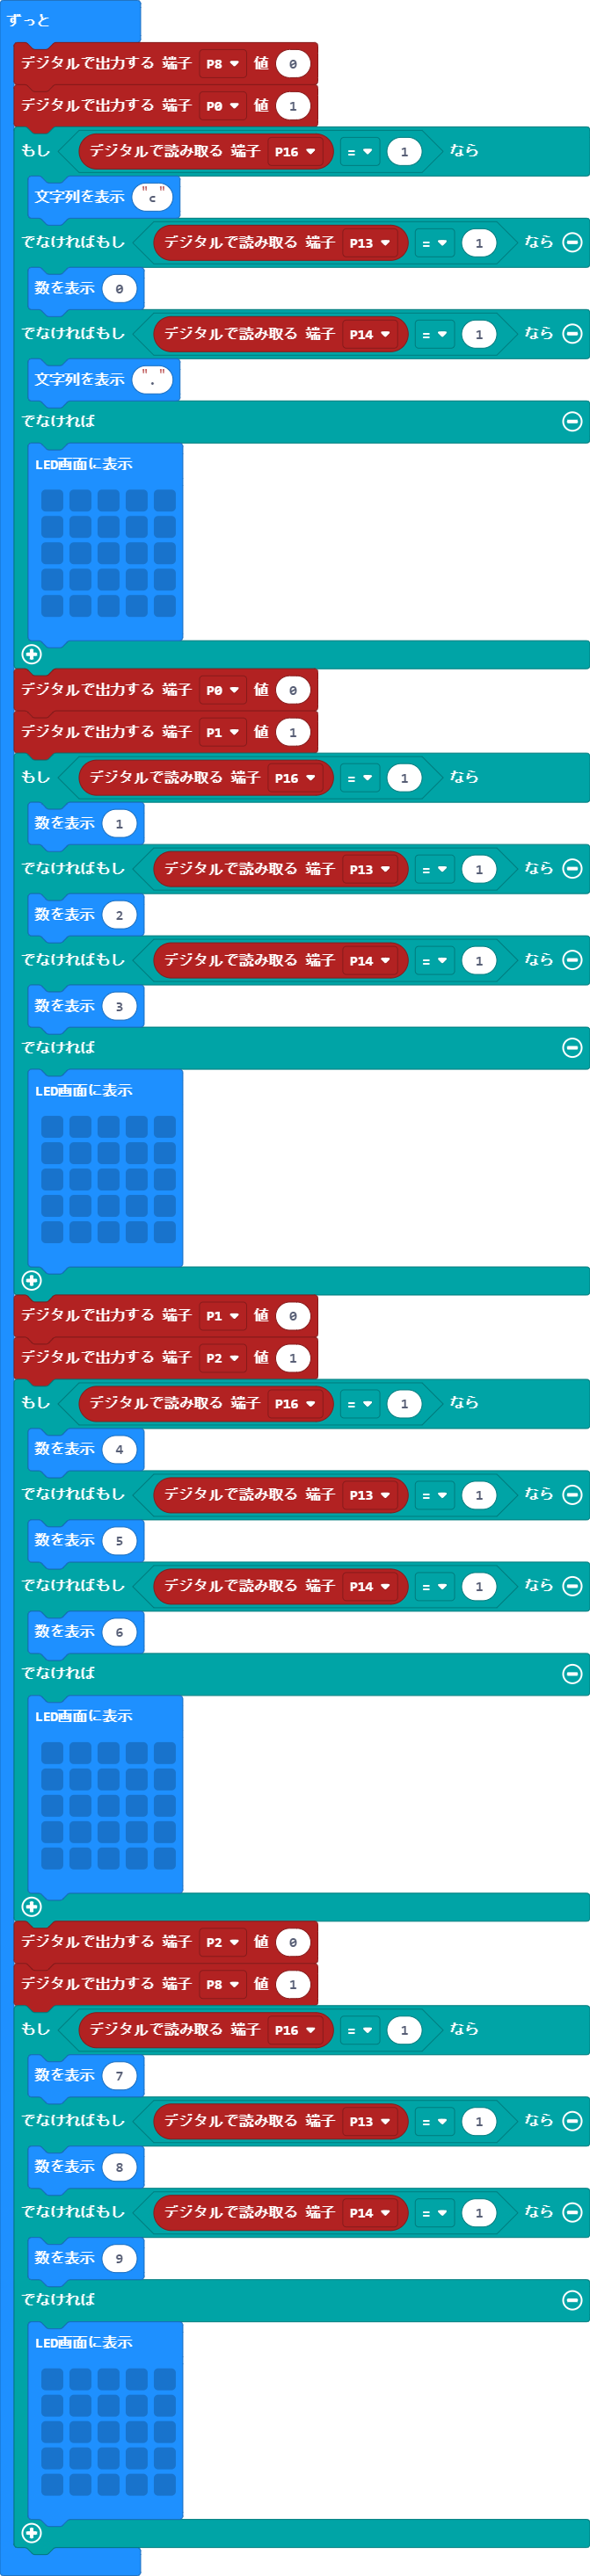 ずっと
デジタルで出力する 端子 P8 値 0
デジタルで出力する 端子 P0 値 1
もし デジタルで読み取る 端子 P16 = 1 なら
文字列を表示 "c"
でなければもし デジタルで読み取る 端子 P13 = 1 なら
数を表示 0
でなければもし デジタルで読み取る 端子 P14 = 1 なら
文字列を表示 "."
でなければ
LED画面に表示
デジタルで出力する 端子 P0 値 0
デジタルで出力する 端子 P1 値 1
もし デジタルで読み取る 端子 P16 = 1 なら
数を表示 1
でなければもし デジタルで読み取る 端子 P13 = 1 なら
数を表示 2
でなければもし デジタルで読み取る 端子 P14 = 1 なら
数を表示 3
でなければ
LED画面に表示
デジタルで出力する 端子 P1 値 0
デジタルで出力する 端子 P2 値 1
もし デジタルで読み取る 端子 P16 = 1 なら
数を表示 4
でなければもし デジタルで読み取る 端子 P13 = 1 なら
数を表示 5
でなければもし デジタルで読み取る 端子 P14 = 1 なら
数を表示 6
でなければ
LED画面に表示
デジタルで出力する 端子 P2 値 0
デジタルで出力する 端子 P8 値 1
もし デジタルで読み取る 端子 P16 = 1 なら
数を表示 7
でなければもし デジタルで読み取る 端子 P13 = 1 なら
数を表示 8
でなければもし デジタルで読み取る 端子 P14 = 1 なら
数を表示 9
でなければ
LED画面に表示